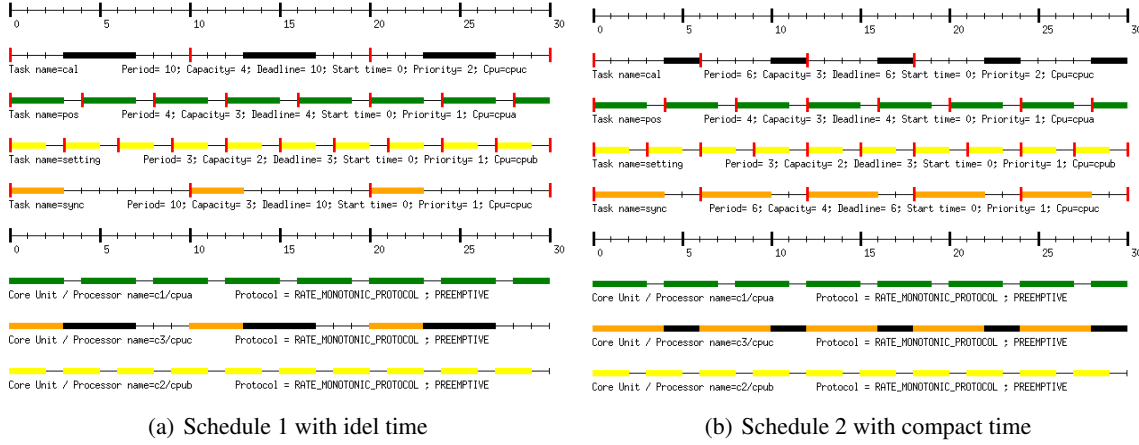 0 5 10 15 20 25 30
Task name=cal Period= 10; Capacity= 4; Deadline= 10; Start time= 0; Priority= 2; Cpu=cpuc
Task name=pos Period= 4; Capacity= 3; Deadline= 4; Start time= 0; Priority= 1; Cpu=cpua
Task name=setting Period= 3; Capacity= 2; Deadline= 3; Start time= 0; Priority= 1; Cpu=cpub
Task name=sync Period= 10; Capacity= 3; Deadline= 10; Start time= 0; Priority= 1; Cpu=cpuc
0 5 10 15 20 25 30
Core Unit / Processor name=c1/cpua Protocol = RATE_MONOTONIC_PROTOCOL ; PREEMPTIVE
Core Unit / Processor name=c3/cpuc Protocol = RATE_MONOTONIC_PROTOCOL ; PREEMPTIVE
Core Unit / Processor name=c2/cpub Protocol = RATE_MONOTONIC_PROTOCOL ; PREEMPTIVE
(a) Schedule 1 with idel time
0 5 10 15 20 25 30
Task name=cal Period= 6; Capacity= 3; Deadline= 6; Start time= 0; Priority= 2; Cpu=cpuc
Task name=pos Period= 4; Capacity= 3; Deadline= 4; Start time= 0; Priority= 1; Cpu=cpua
Task name=setting Period= 3; Capacity= 2; Deadline= 3; Start time= 0; Priority= 1; Cpu=cpub
Task name=sync Period= 6; Capacity= 4; Deadline= 6; Start time= 0; Priority= 1; Cpu=cpuc
0 5 10 15 20 25 30
Core Unit / Processor name=c1/cpua Protocol = RATE_MONOTONIC_PROTOCOL ; PREEMPTIVE
Core Unit / Processor name=c3/cpuc Protocol = RATE_MONOTONIC_PROTOCOL ; PREEMPTIVE
Core Unit / Processor name=c2/cpub Protocol = RATE_MONOTONIC_PROTOCOL ; PREEMPTIVE
(b) Schedule 2 with compact time